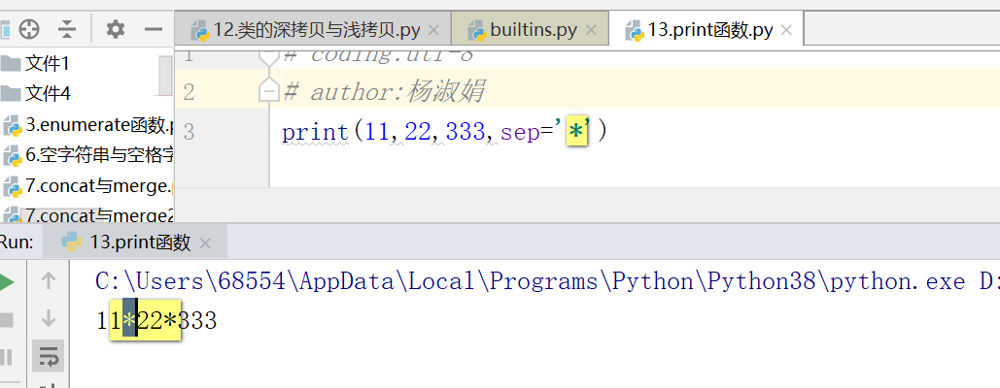 12.类的深拷贝与浅拷贝.py
builtins.py
13.print函数.py
文件1
文件4
3.enumerate函数.p
6.空字符串与空格字
7.concat与merge.
7.concat与merge2
1 # coding:utf-8
2 # author:杨淑娟
3 print(11,22,333,sep='*')
Run:
13.print函数
C:\Users\68554\AppData\Local\Programs\Python\Python38\python.exe D:
11*22*333